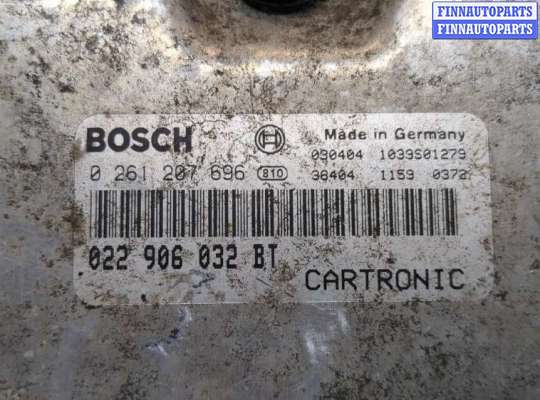 FINNAUTOPARTS
FINNAUTOPARTS
BOSCH
Made in Germany
030404 1039S01279
0 261 207 696 810 36404 1159 0372
022 906 032 BT
CARTRONIC